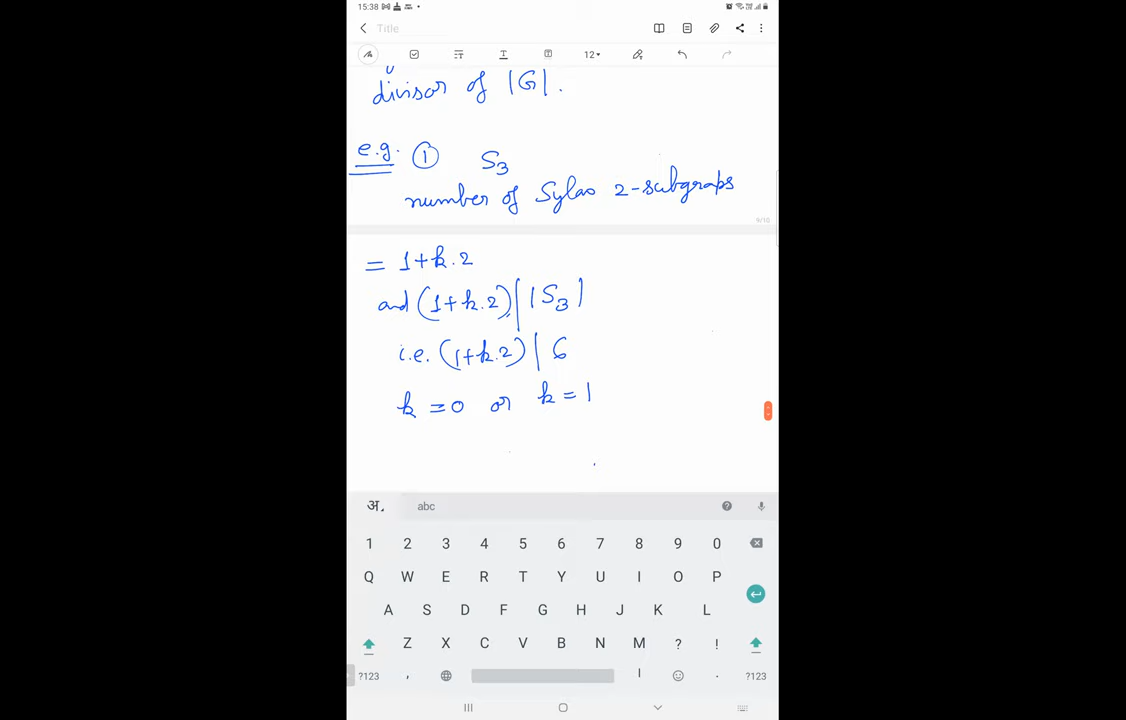 15:38
Title
12
divisor of |G|.
e.g. ① S₃
number of Sylow 2-subgraps
9/10
= 1+k.2
and (1+k.2) | |S₃|
i.e. (1+k.2) | 6
k = 0 or k = 1
अ. abc
1 2 3 4 5 6 7 8 9 0
Q W E R T Y U I O P
A S D F G H J K L
Z X C V B N M ? !
?123 , . ?123